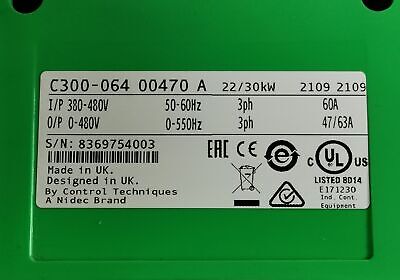 C300-064 00470 A 22/30kW 2109 2109
I/P 380-480V 50-60Hz 3ph 60A
O/P 0-480V 0-550Hz 3ph 47/63A
S/N: 8369754003
Made in UK.
Designed in UK.
By Control Techniques
A Nidec Brand
EAC CE
C UL US
LISTED 8D14
E171230
Ind. Cont.
Equipment